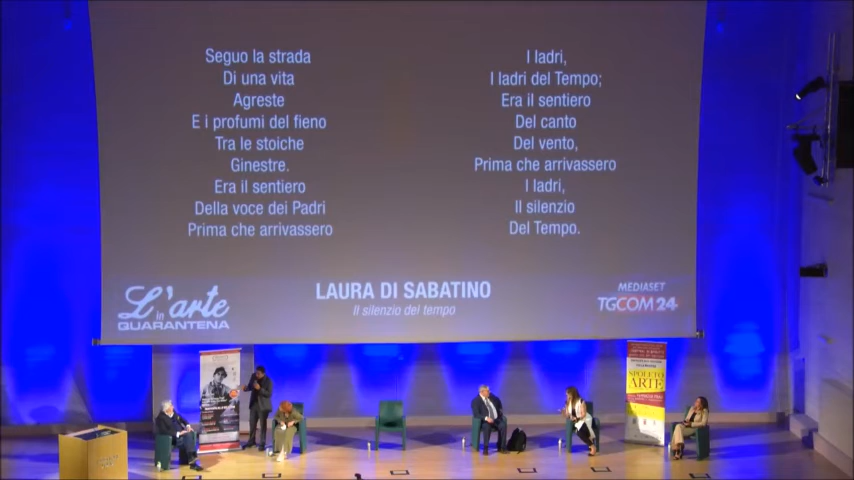 Seguo la strada
Di una vita
Agreste
E i profumi del fieno
Tra le stoiche
Ginestre.
Era il sentiero
Della voce dei Padri
Prima che arrivassero
I ladri,
I ladri del Tempo;
Era il sentiero
Del canto
Del vento,
Prima che arrivassero
I ladri,
Il silenzio
Del Tempo.
L'arte
in
QUARANTENA
LAURA DI SABATINO
Il silenzio del tempo
MEDIASET
TGCOM24
SPOLETO
ARTE